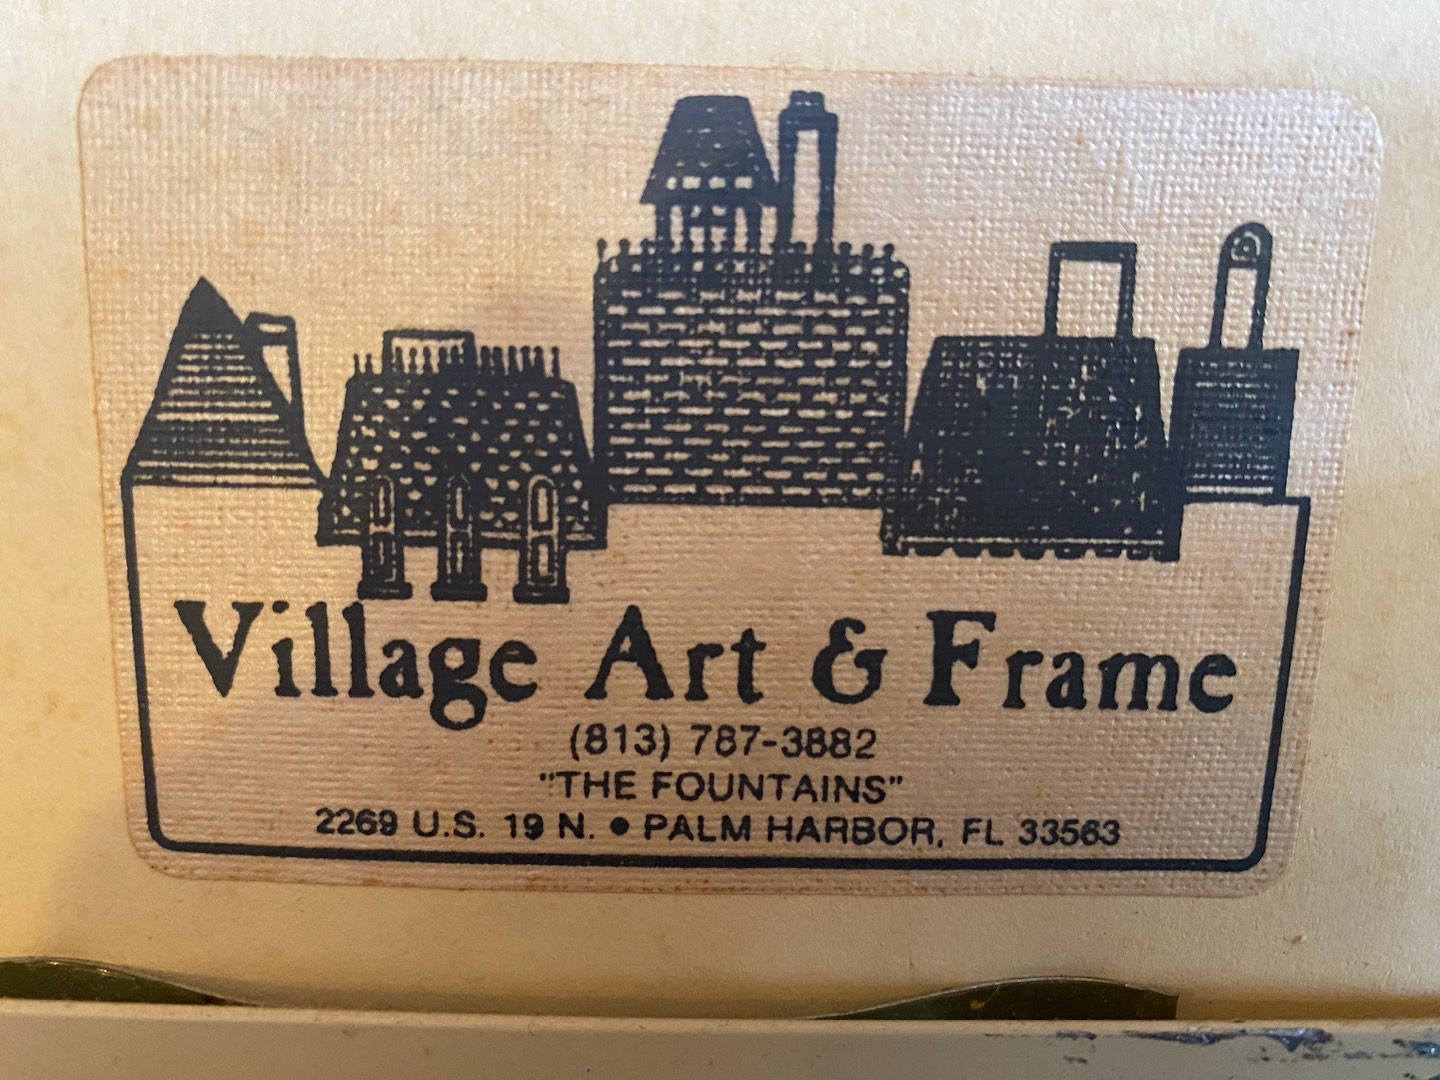 Village Art & Frame
(813) 787-3882
"THE FOUNTAINS"
2269 U.S. 19 N. • PALM HARBOR, FL 33563